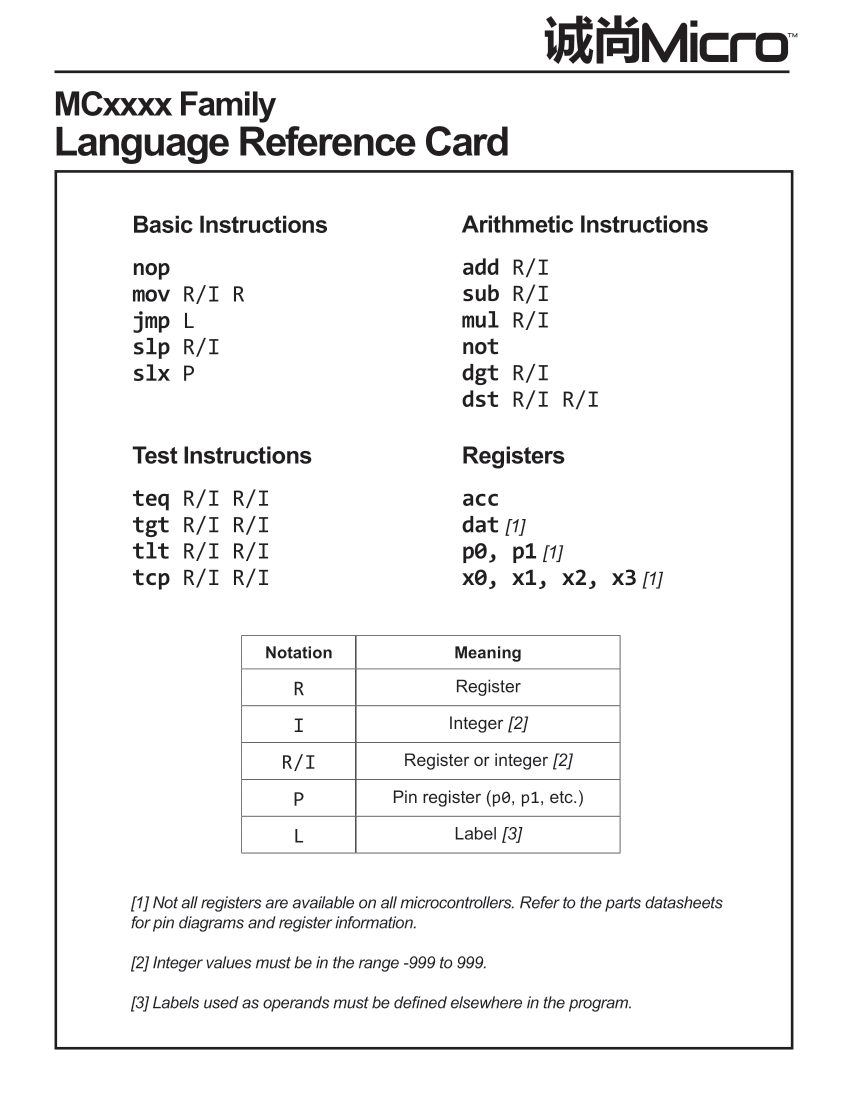 诚尚Micro™
MCxxxx Family
Language Reference Card
Basic Instructions
nop
mov R/I R
jmp L
slp R/I
slx P
Arithmetic Instructions
add R/I
sub R/I
mul R/I
not
dgt R/I
dst R/I R/I
Test Instructions
teq R/I R/I
tgt R/I R/I
tlt R/I R/I
tcp R/I R/I
Registers
acc
dat [1]
p0, p1 [1]
x0, x1, x2, x3 [1]
Notation Meaning
R Register
I Integer [2]
R/I Register or integer [2]
P Pin register (p0, p1, etc.)
L Label [3]
[1] Not all registers are available on all microcontrollers. Refer to the parts datasheets
for pin diagrams and register information.
[2] Integer values must be in the range -999 to 999.
[3] Labels used as operands must be defined elsewhere in the program.